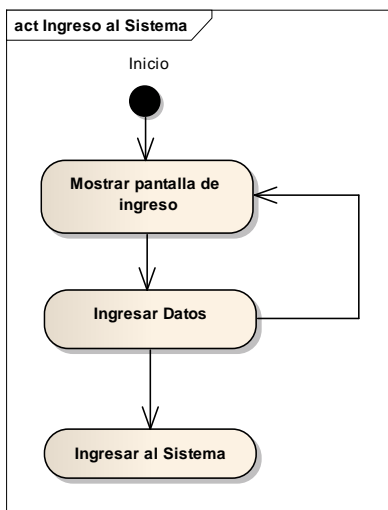 act Ingreso al Sistema
Inicio
Mostrar pantalla de
ingreso
Ingresar Datos
Ingresar al Sistema